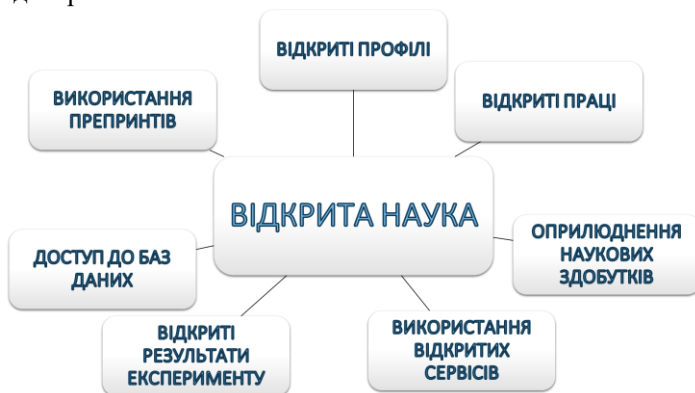 ВІДКРИТІ ПРОФІЛІ
ВІДКРИТІ ПРАЦІ
ВИКОРИСТАННЯ
ПРЕПРИНТІВ
ВІДКРИТА НАУКА
ОПРИЛЮДНЕННЯ
НАУКОВИХ
ЗДОБУТКІВ
ДОСТУП ДО БАЗ
ДАНИХ
ВІДКРИТІ
РЕЗУЛЬТАТИ
ЕКСПЕРИМЕНТУ
ВИКОРИСТАННЯ
ВІДКРИТИХ
СЕРВІСІВ